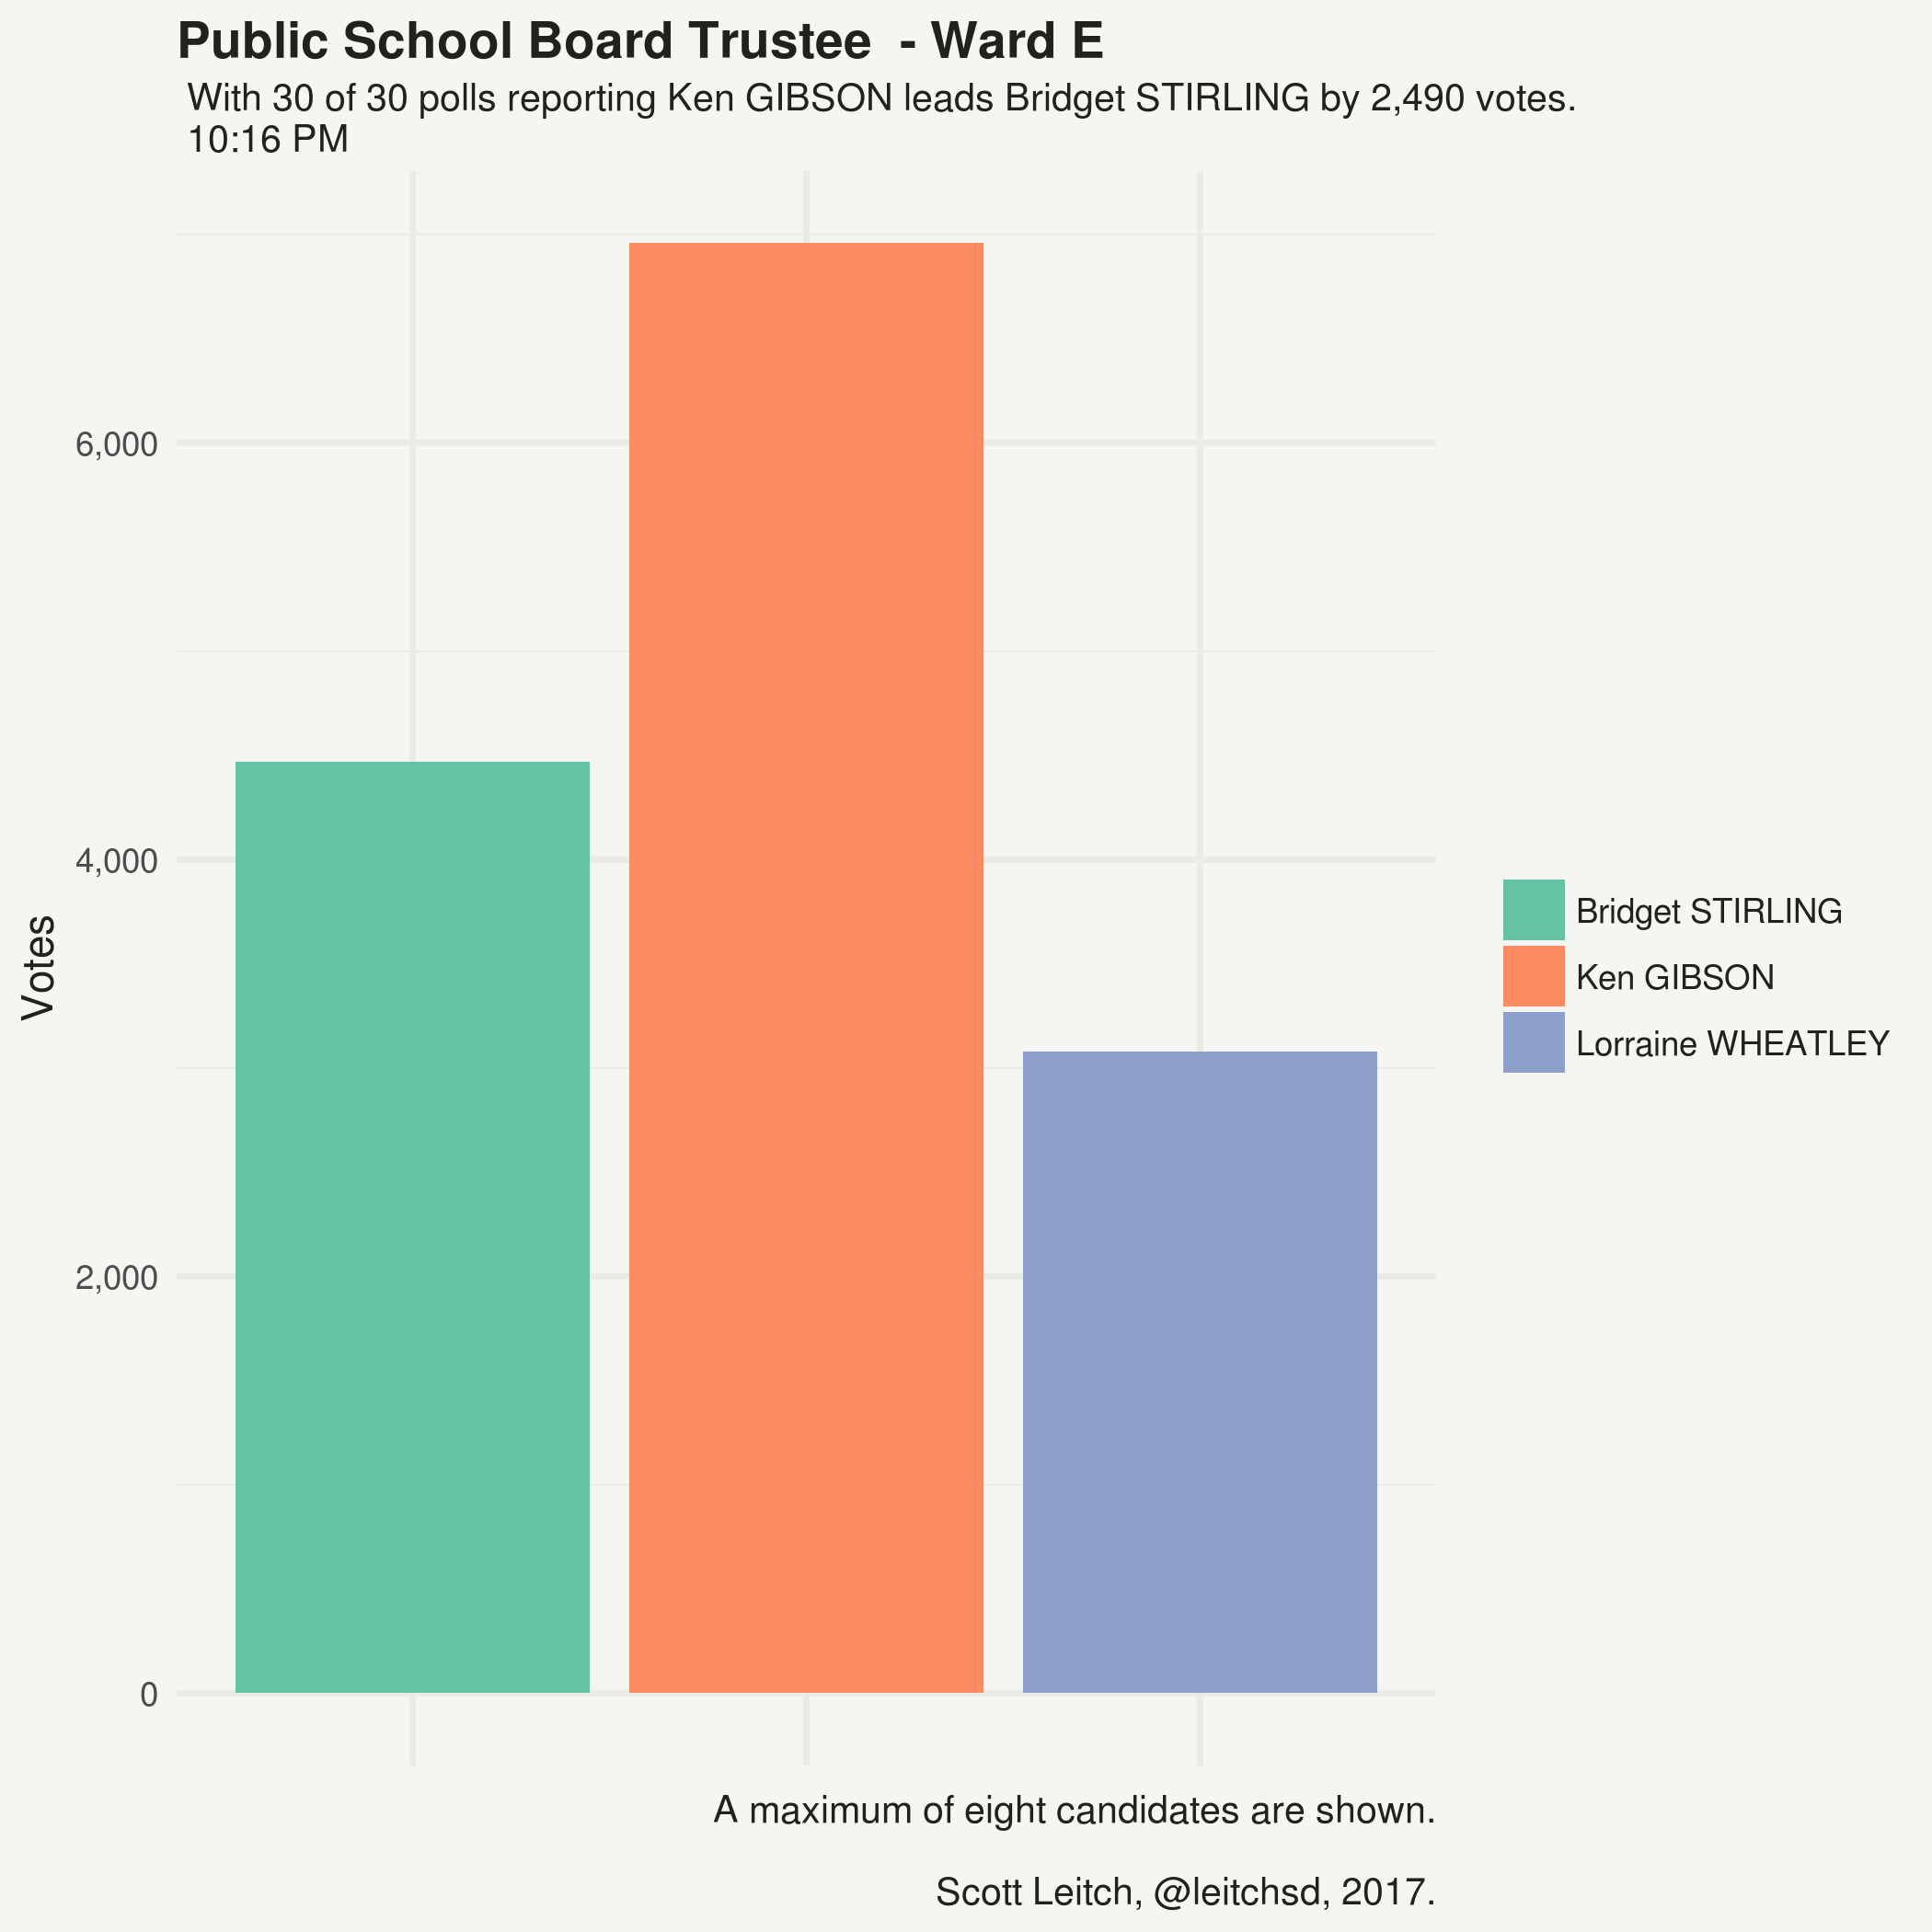 Public School Board Trustee  - Ward E
With 30 of 30 polls reporting Ken GIBSON leads Bridget STIRLING by 2,490 votes.
10:16 PM
6,000
4,000
2,000
0
Votes
Bridget STIRLING
Ken GIBSON
Lorraine WHEATLEY
A maximum of eight candidates are shown.
Scott Leitch, @leitchsd, 2017.